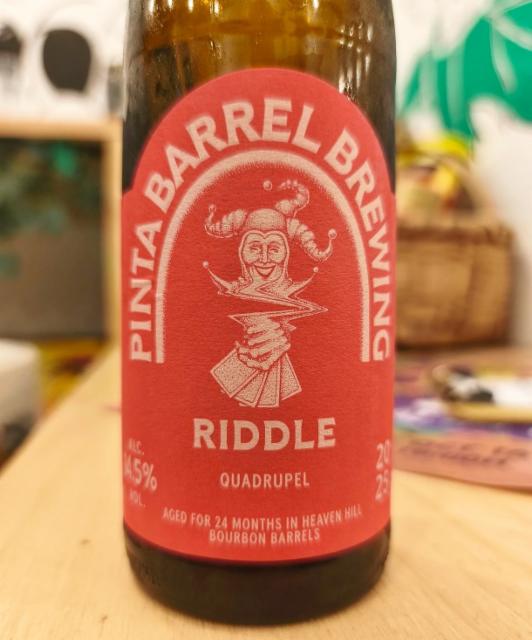 PINTA BARREL BREWING
RIDDLE
QUADRUPEL
ALC.
14.5%
VOL.
20
25
AGED FOR 24 MONTHS IN HEAVEN HILL
BOURBON BARRELS